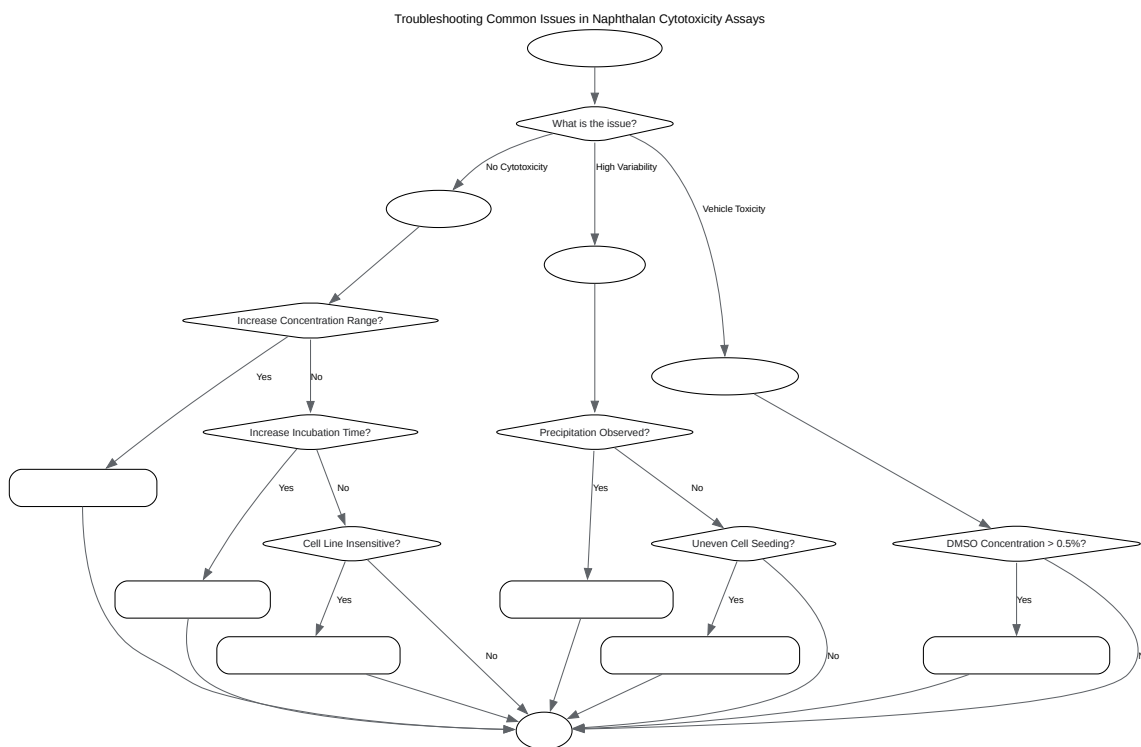 Troubleshooting Common Issues in Naphthalan Cytotoxicity Assays
What is the issue?
No Cytotoxicity
High Variability
Vehicle Toxicity
Increase Concentration Range?
Yes
No
Increase Incubation Time?
Precipitation Observed?
Yes
No
Yes
No
Cell Line Insensitive?
Uneven Cell Seeding?
DMSO Concentration > 0.5%?
Yes
Yes
Yes
No
No